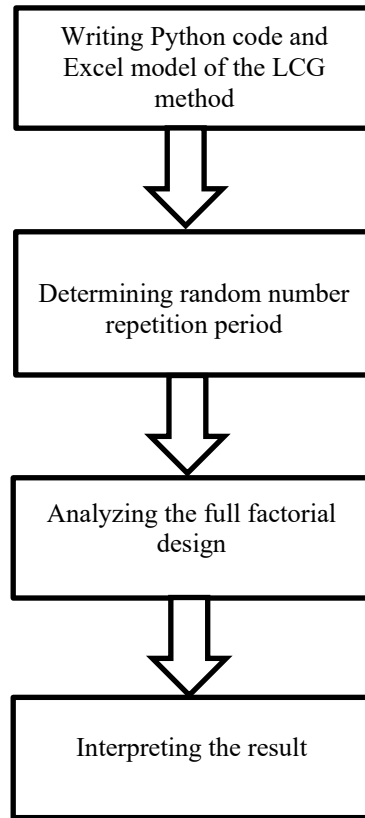 Writing Python code and
Excel model of the LCG
method
Determining random number
repetition period
Analyzing the full factorial
design
Interpreting the result